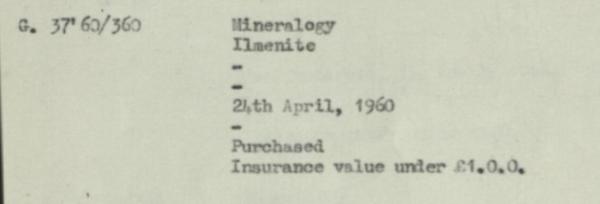 G. 37'60/360 Mineralogy
Ilmenite
-
-
24th April, 1960
-
Purchased
Insurance value under £1.0.0.